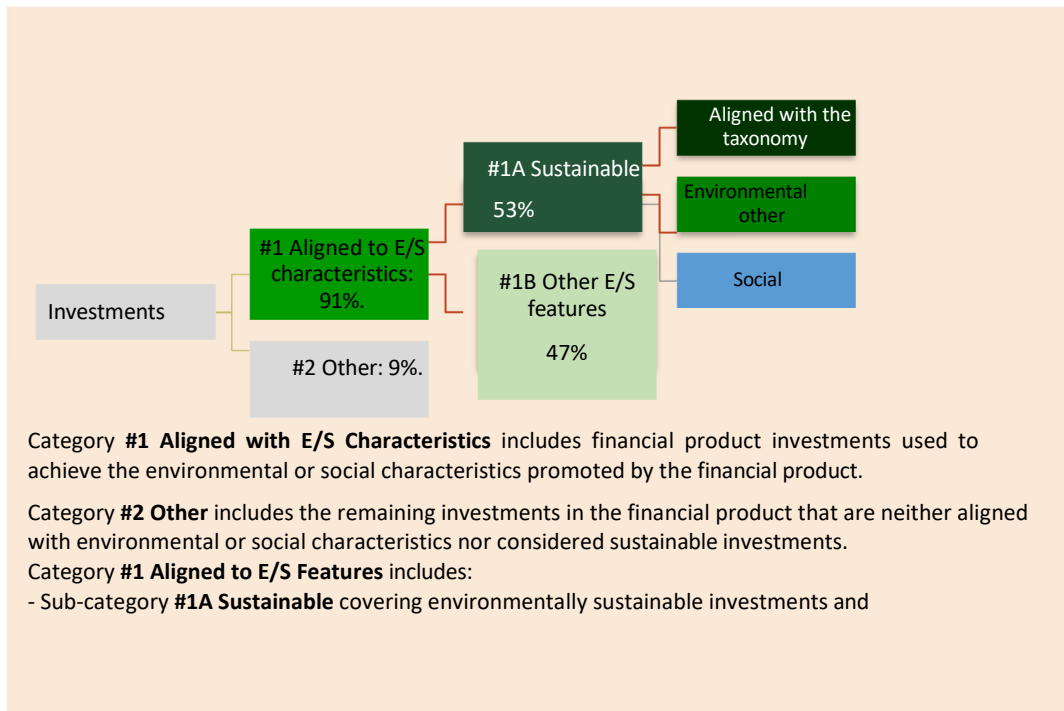 Investments
#1 Aligned to E/S
characteristics:
91%.
#2 Other: 9%.
#1A Sustainable
53%
#1B Other E/S
features
47%
Aligned with the
taxonomy
Environmental
other
Social
Category #1 Aligned with E/S Characteristics includes financial product investments used to
achieve the environmental or social characteristics promoted by the financial product.
Category #2 Other includes the remaining investments in the financial product that are neither aligned
with environmental or social characteristics nor considered sustainable investments.
Category #1 Aligned to E/S Features includes:
- Sub-category #1A Sustainable covering environmentally sustainable investments and